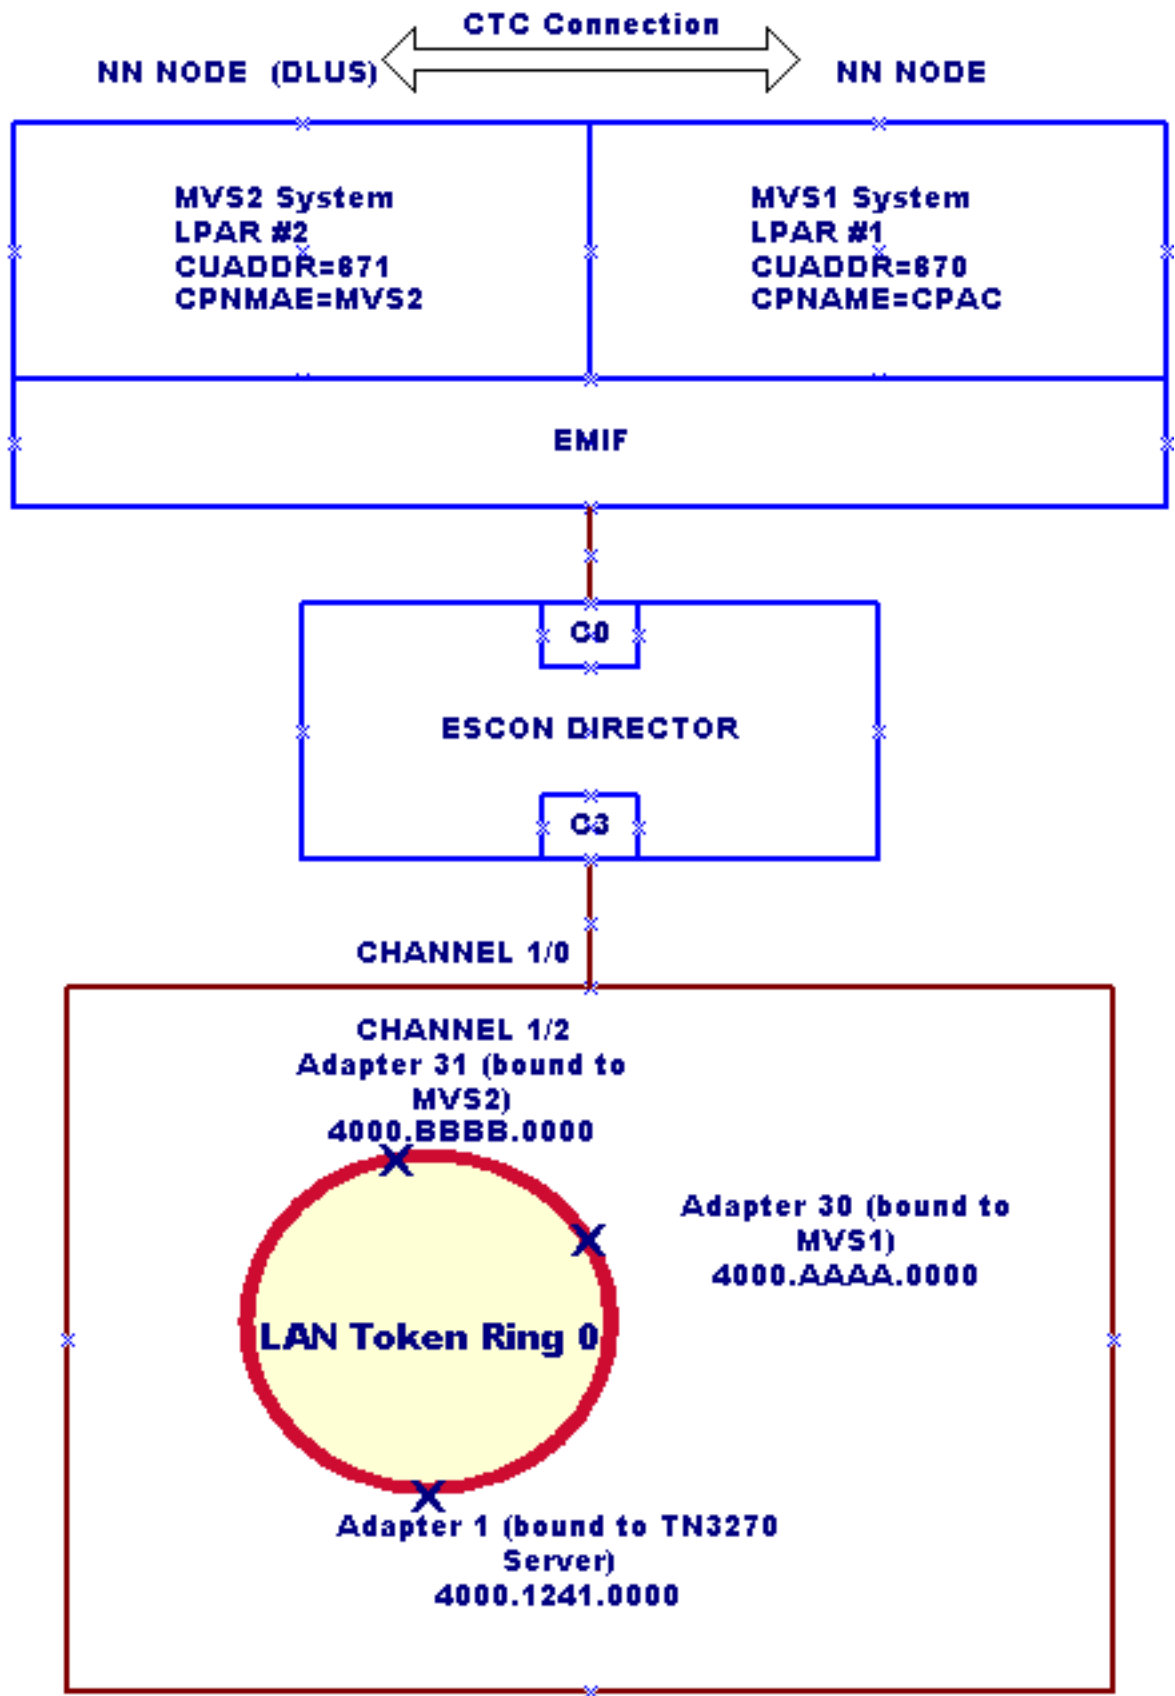 CTC Connection
NN NODE (DLUS)
NN NODE
MVS2 System
LPAR #2
CUADDR=671
CPNMAE=MVS2
MVS1 System
LPAR #1
CUADDR=670
CPNAME=CPAC
EMIF
C0
ESCON DIRECTOR
C3
CHANNEL 1/0
CHANNEL 1/2
Adapter 31 (bound to
MVS2)
4000.BBBB.0000
Adapter 30 (bound to
MVS1)
4000.AAAA.0000
LAN Token Ring 0
Adapter 1 (bound to TN3270
Server)
4000.1241.0000